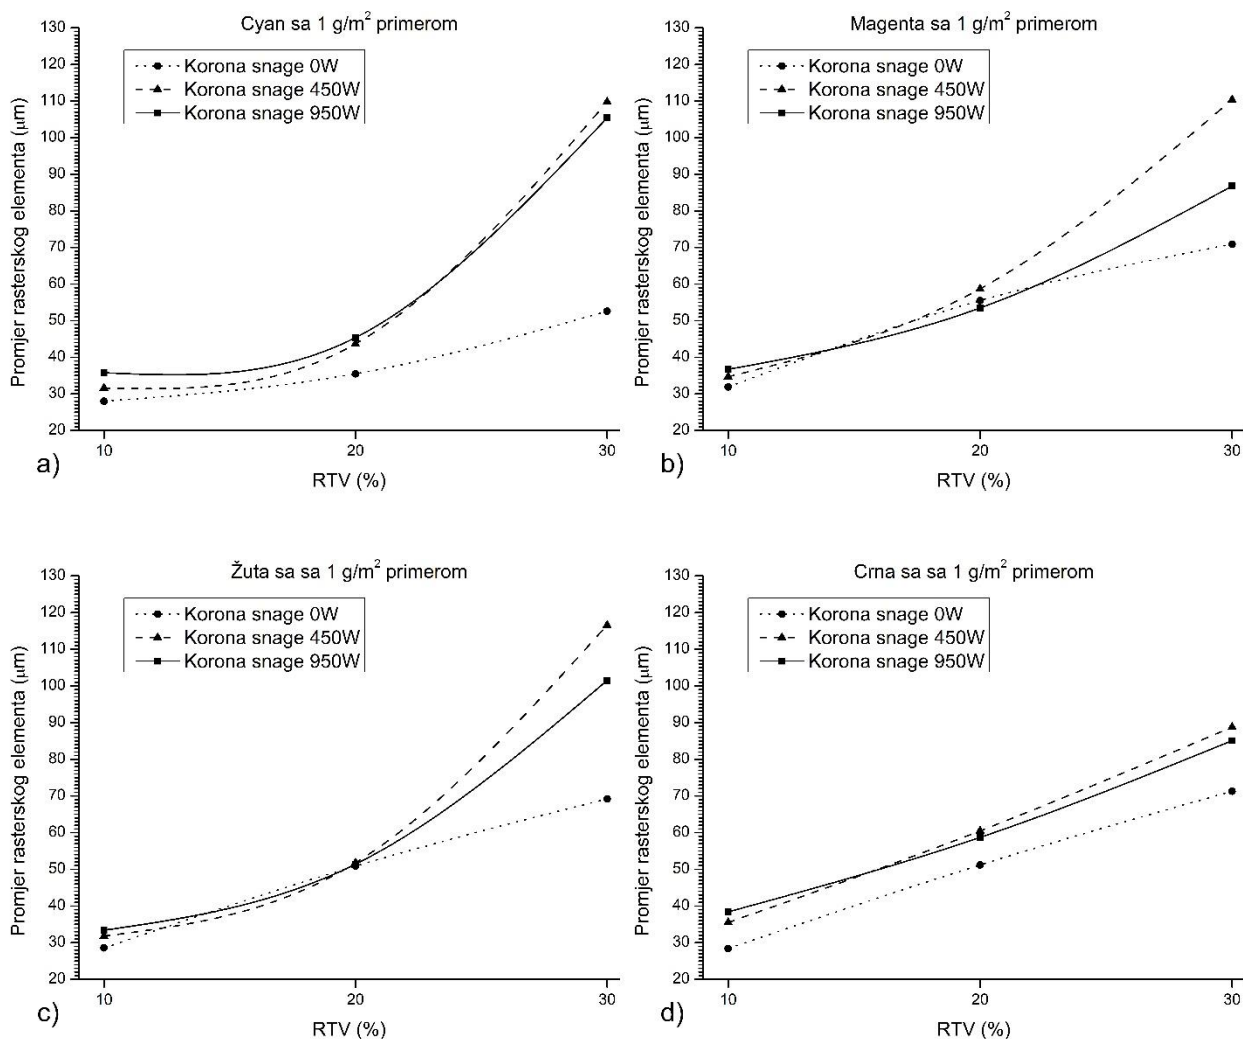 Cyan sa 1 g/m² primerom
Korona snage 0W
Korona snage 450W
Korona snage 950W
Promjer rasterskog elementa (μm)
130
120
110
100
90
80
70
60
50
40
30
20
10
20
30
RTV (%)
a)
Magenta sa 1 g/m² primerom
Korona snage 0W
Korona snage 450W
Korona snage 950W
Promjer rasterskog elementa (μm)
130
120
110
100
90
80
70
60
50
40
30
20
10
20
30
RTV (%)
b)
Žuta sa sa 1 g/m² primerom
Korona snage 0W
Korona snage 450W
Korona snage 950W
Promjer rasterskog elementa (μm)
130
120
110
100
90
80
70
60
50
40
30
20
10
20
30
RTV (%)
c)
Crna sa sa 1 g/m² primerom
Korona snage 0W
Korona snage 450W
Korona snage 950W
Promjer rasterskog elementa (μm)
130
120
110
100
90
80
70
60
50
40
30
20
10
20
30
RTV (%)
d)